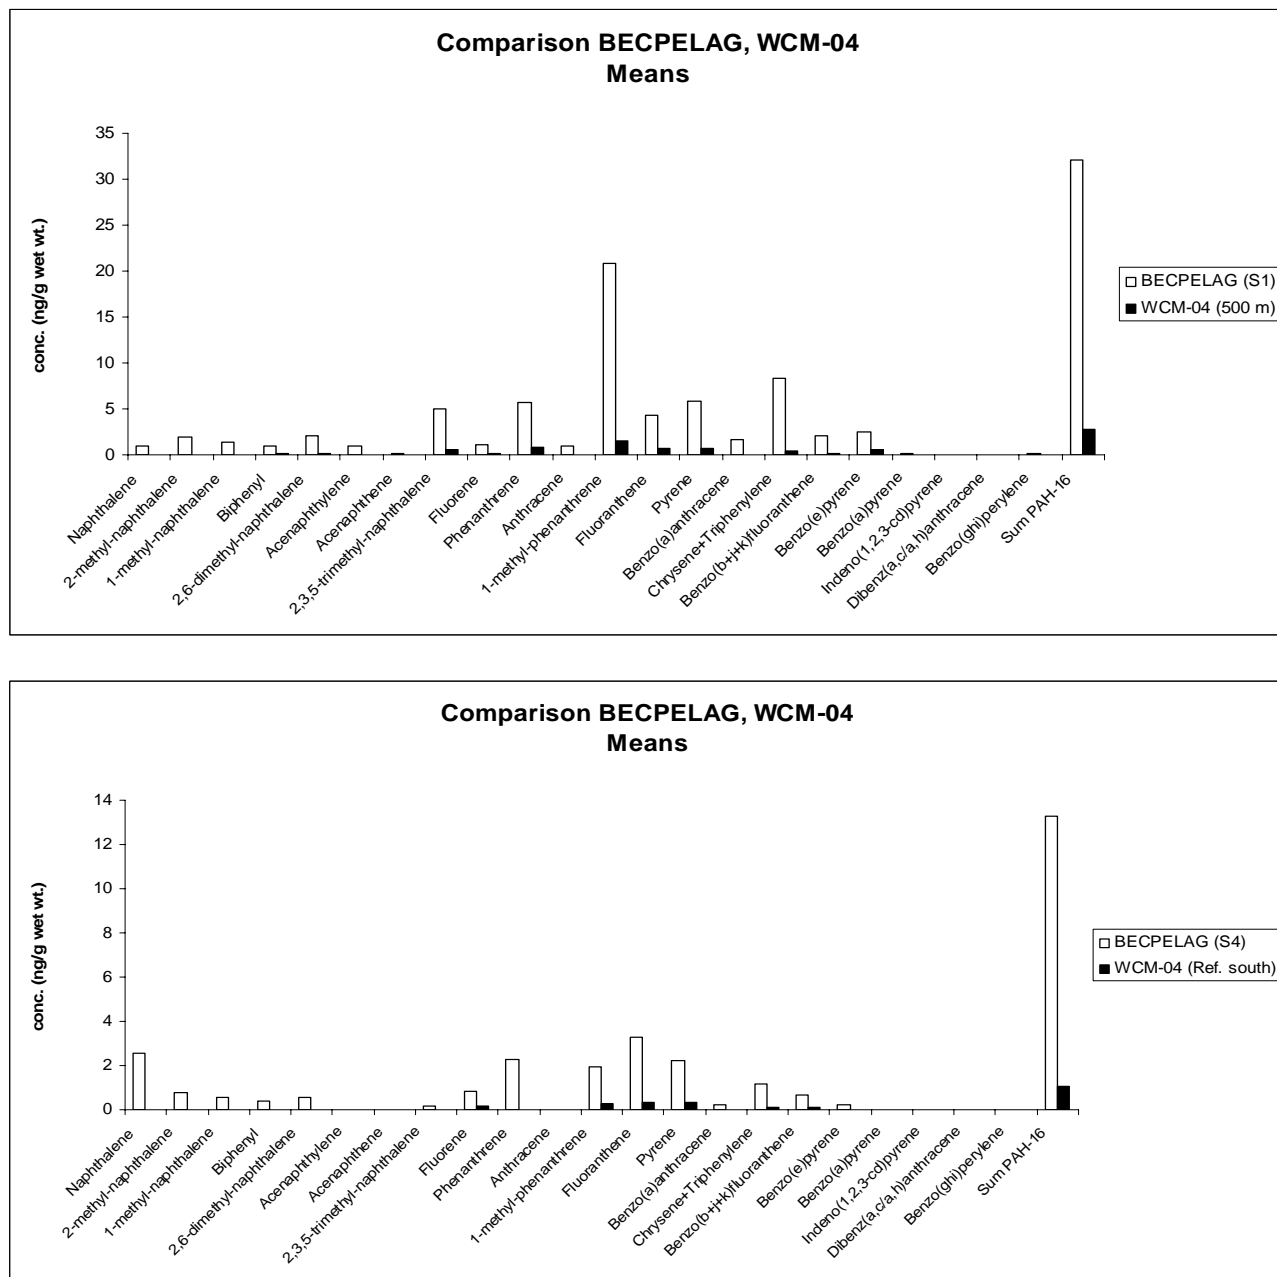 Comparison BECPELAG, WCM-04
Means
35
30
25
20
15
10
5
0
conc. (ng/g wet wt.)
Naphthalene
2-methyl-naphthalene
1-methyl-naphthalene
Biphenyl
2,6-dimethyl-naphthalene
Acenaphthylene
Acenaphthene
2,3,5-trimethyl-naphthalene
Fluorene
Phenanthrene
Anthracene
1-methyl-phenanthrene
Fluoranthene
Pyrene
Benzo(a)anthracene
Chrysene+Triphenylene
Benzo(b+j+k)fluoranthene
Benzo(e)pyrene
Benzo(a)pyrene
Indeno(1,2,3-cd)pyrene
Dibenz(a,c/a,h)anthracene
Benzo(ghi)perylene
Sum PAH-16
BECPELAG (S1)
WCM-04 (500 m)
Comparison BECPELAG, WCM-04
Means
14
12
10
8
6
4
2
0
conc. (ng/g wet wt.)
Naphthalene
2-methyl-naphthalene
1-methyl-naphthalene
Biphenyl
2,6-dimethyl-naphthalene
Acenaphthylene
Acenaphthene
2,3,5-trimethyl-naphthalene
Fluorene
Phenanthrene
Anthracene
1-methyl-phenanthrene
Fluoranthene
Pyrene
Benzo(a)anthracene
Chrysene+Triphenylene
Benzo(b+j+k)fluoranthene
Benzo(e)pyrene
Benzo(a)pyrene
Indeno(1,2,3-cd)pyrene
Dibenz(a,c/a,h)anthracene
Benzo(ghi)perylene
Sum PAH-16
BECPELAG (S4)
WCM-04 (Ref. south)